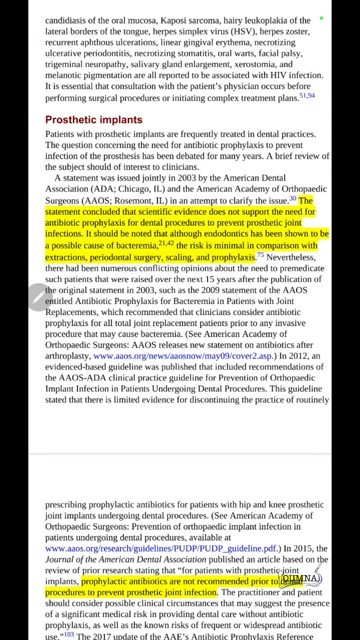 candidiasis of the oral mucosa, Kaposi sarcoma, hairy leukoplakia of the
lateral borders of the tongue, herpes simplex virus (HSV), herpes zoster,
recurrent aphthous ulcerations, linear gingival erythema, necrotizing
ulcerative periodontitis, necrotizing stomatitis, oral warts, facial palsy,
trigeminal neuropathy, salivary gland enlargement, xerostomia, and
melanotic pigmentation are all reported to be associated with HIV infection.
It is essential that consultation with the patient's physician occurs before
performing surgical procedures or initiating complex treatment plans.51,94
Prosthetic implants
Patients with prosthetic implants are frequently treated in dental practices.
The question concerning the need for antibiotic prophylaxis to prevent
infection of the prosthesis has been debated for many years. A brief review of
the subject should of interest to clinicians.
A statement was issued jointly in 2003 by the American Dental
Association (ADA; Chicago, IL) and the American Academy of Orthopaedic
Surgeons (AAOS; Rosemont, IL) in an attempt to clarify the issue.30 The
statement concluded that scientific evidence does not support the need for
antibiotic prophylaxis for dental procedures to prevent prosthetic joint
infections. It should be noted that although endodontics has been shown to be
a possible cause of bacteremia,21,42 the risk is minimal in comparison with
extractions, periodontal surgery, scaling, and prophylaxis.75 Nevertheless,
there had been numerous conflicting opinions about the need to premedicate
such patients that were raised over the next 15 years after the publication of
the original statement in 2003, such as the 2009 statement of the AAOS
entitled Antibiotic Prophylaxis for Bacteremia in Patients with Joint
Replacements, which recommended that clinicians consider antibiotic
prophylaxis for all total joint replacement patients prior to any invasive
procedure that may cause bacteremia. (See American Academy of
Orthopaedic Surgeons: AAOS releases new statement on antibiotics after
arthroplasty, www.aaos.org/news/aaosnow/may09/cover2.asp.) In 2012, an
evidenced-based guideline was published that included recommendations of
the AAOS-ADA clinical practice guideline for Prevention of Orthopaedic
Implant Infection in Patients Undergoing Dental Procedures. This guideline
stated that there is limited evidence for discontinuing the practice of routinely
prescribing prophylactic antibiotics for patients with hip and knee prosthetic
joint implants undergoing dental procedures. (See American Academy of
Orthopaedic Surgeons: Prevention of orthopaedic implant infection in
patients undergoing dental procedures, available at
www.aaos.org/research/guidelines/PUDP/PUDP_guideline.pdf.) In 2015, the
Journal of the American Dental Association published an article based on the
review of prior research stating that "for patients with prosthetic joint
implants, prophylactic antibiotics are not recommended prior to
procedures to prevent prosthetic joint infection. The practitioner and patient
should consider possible clinical circumstances that may suggest the presence
of a significant medical risk in providing dental care without antibiotic
prophylaxis, as well as the known risks of frequent or widespread antibiotic
use."103 The 2017 update of the AAE's Antibiotic Prophylaxis Reference